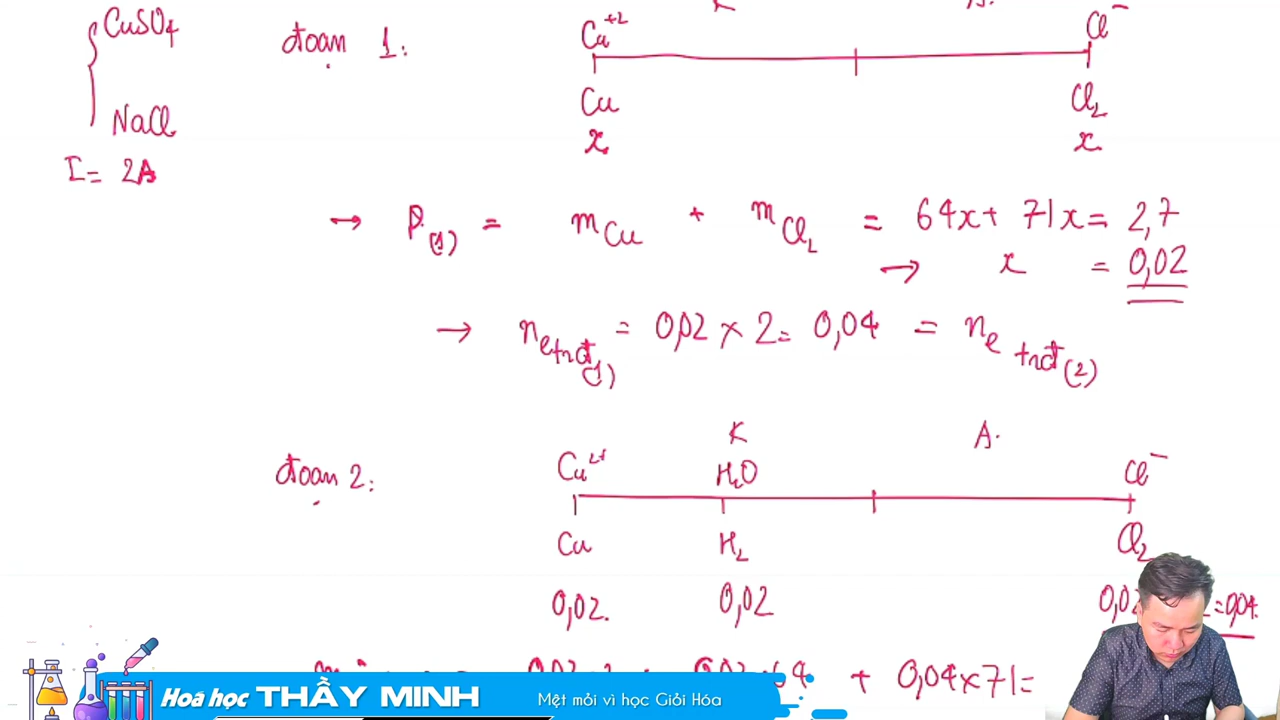 CuSO4
đoạn 1:
Cu+2
Cl-
NaCl
Cu
Cl2
x
x
I = 2A
→ P(1) = mCu + mCl2 = 64x + 71x = 2,7
→ x = 0,02
→ ne trđ(1) = 0,02 x 2 = 0,04 = ne trđ(2)
K
A.
đoạn 2:
Cu2+
H2O
Cl-
Cu
H2
Cl2
0,02.
0,02
=0,04.
+ 0,04x71=
Hoá học THẦY MINH
Mệt mỏi vì học Giỏi Hóa